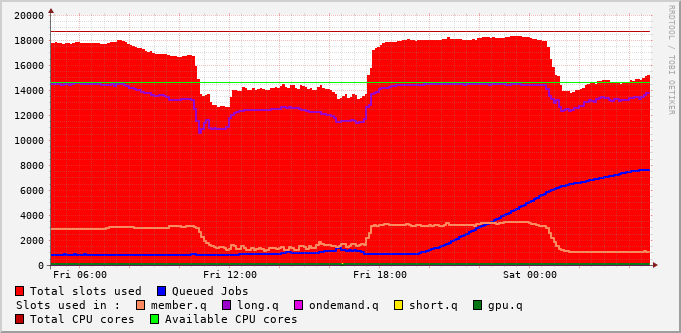 RRDTOOL / TOBI OETIKER
20000
18000
16000
14000
12000
10000
8000
6000
4000
2000
0
Fri 06:00 Fri 12:00 Fri 18:00 Sat 00:00
Total slots used Queued Jobs
Slots used in : member.q long.q ondemand.q short.q gpu.q
Total CPU cores Available CPU cores